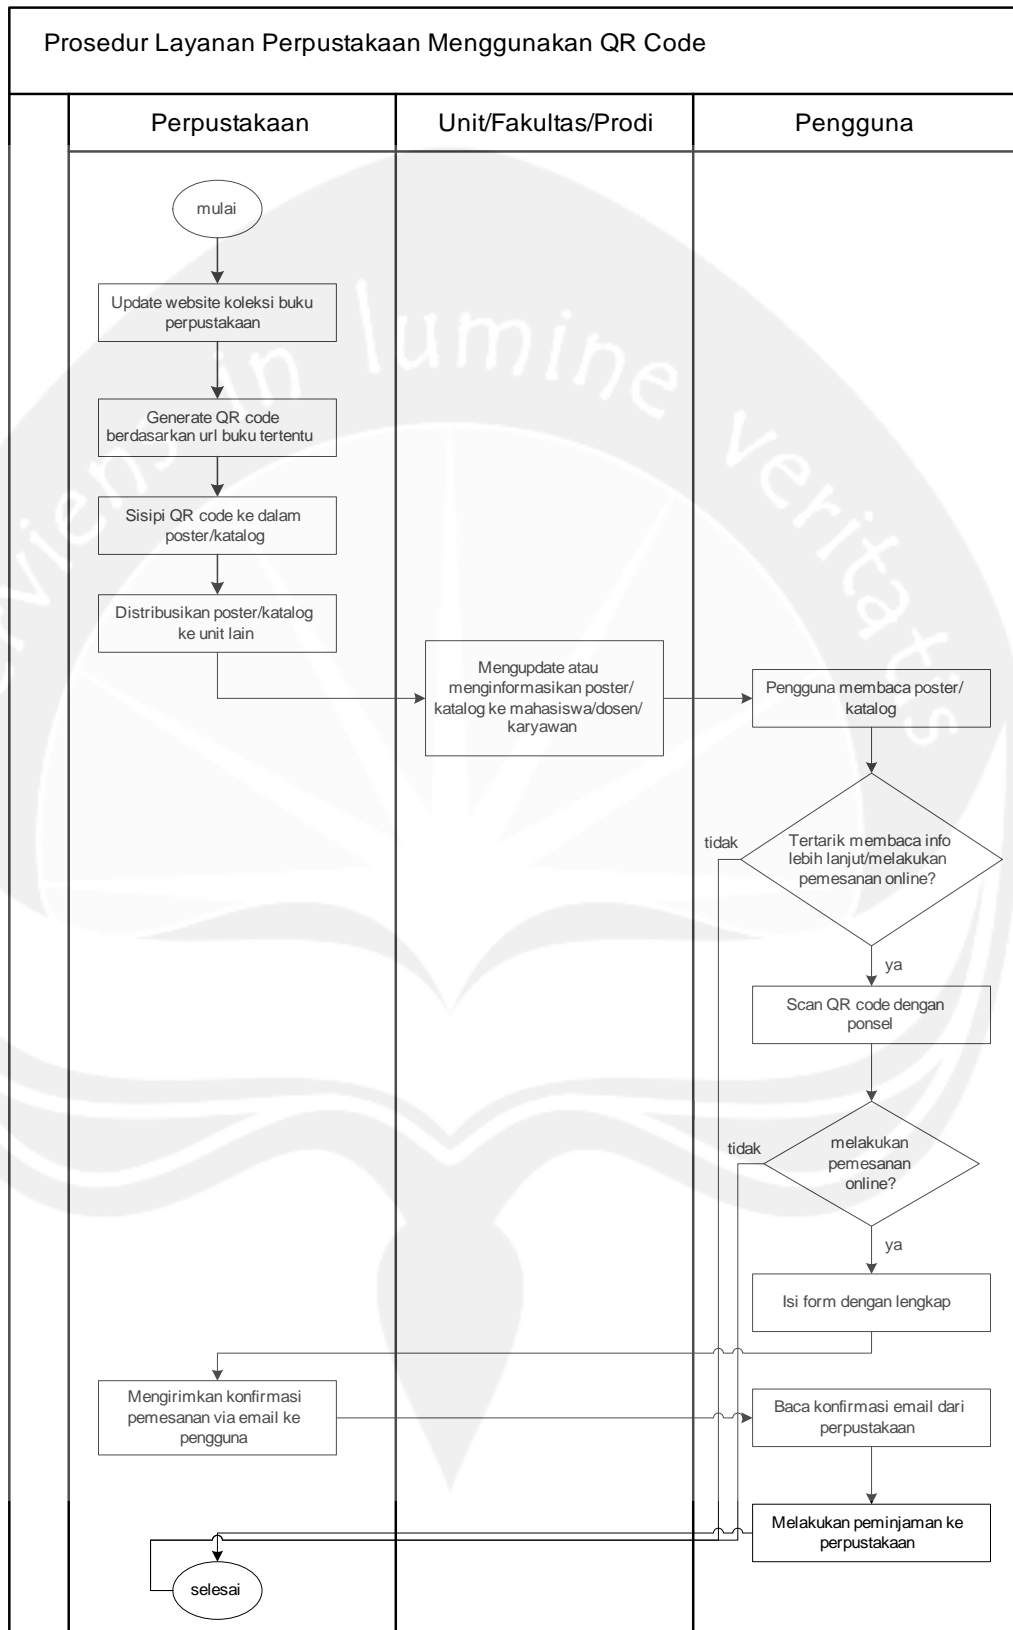 Prosedur Layanan Perpustakaan Menggunakan QR Code
Perpustakaan
Unit/Fakultas/Prodi
Pengguna
mulai
Update website koleksi buku
perpustakaan
Generate QR code
berdasarkan url buku tertentu
Sisipi QR code ke dalam
poster/katalog
Distribusikan poster/katalog
ke unit lain
Mengupdate atau
menginformasikan poster/
katalog ke mahasiswa/dosen/
karyawan
Pengguna membaca poster/
katalog
Tertarik membaca info
lebih lanjut/melakukan
pemesanan online?
tidak
ya
Scan QR code dengan
ponsel
melakukan
pemesanan
online?
tidak
ya
Isi form dengan lengkap
Mengirimkan konfirmasi
pemesanan via email ke
pengguna
Baca konfirmasi email dari
perpustakaan
Melakukan peminjaman ke
perpustakaan
selesai
viens in lumine veritatis